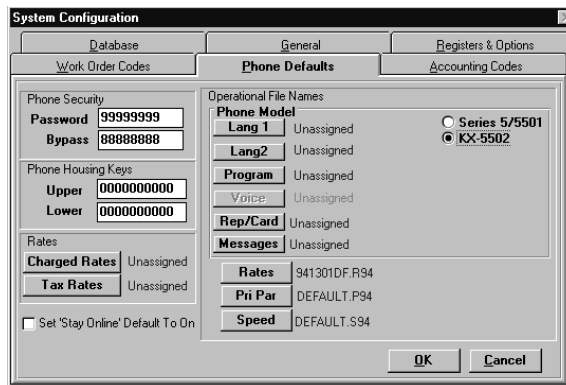 System Configuration
Database General Registers & Options
Work Order Codes Phone Defaults Accounting Codes
Phone Security
Password 99999999
Bypass 88888888
Phone Housing Keys
Upper 0000000000
Lower 0000000000
Rates
Charged Rates Unassigned
Tax Rates Unassigned
Set 'Stay Online' Default To On
Operational File Names
Phone Model
Lang 1 Unassigned
Lang2 Unassigned
Program Unassigned
Voice Unassigned
Rep/Card Unassigned
Messages Unassigned
Series 5/5501
KX-5502
Rates 941301DF.R94
Pri Par DEFAULT.P94
Speed DEFAULT.S94
OK Cancel